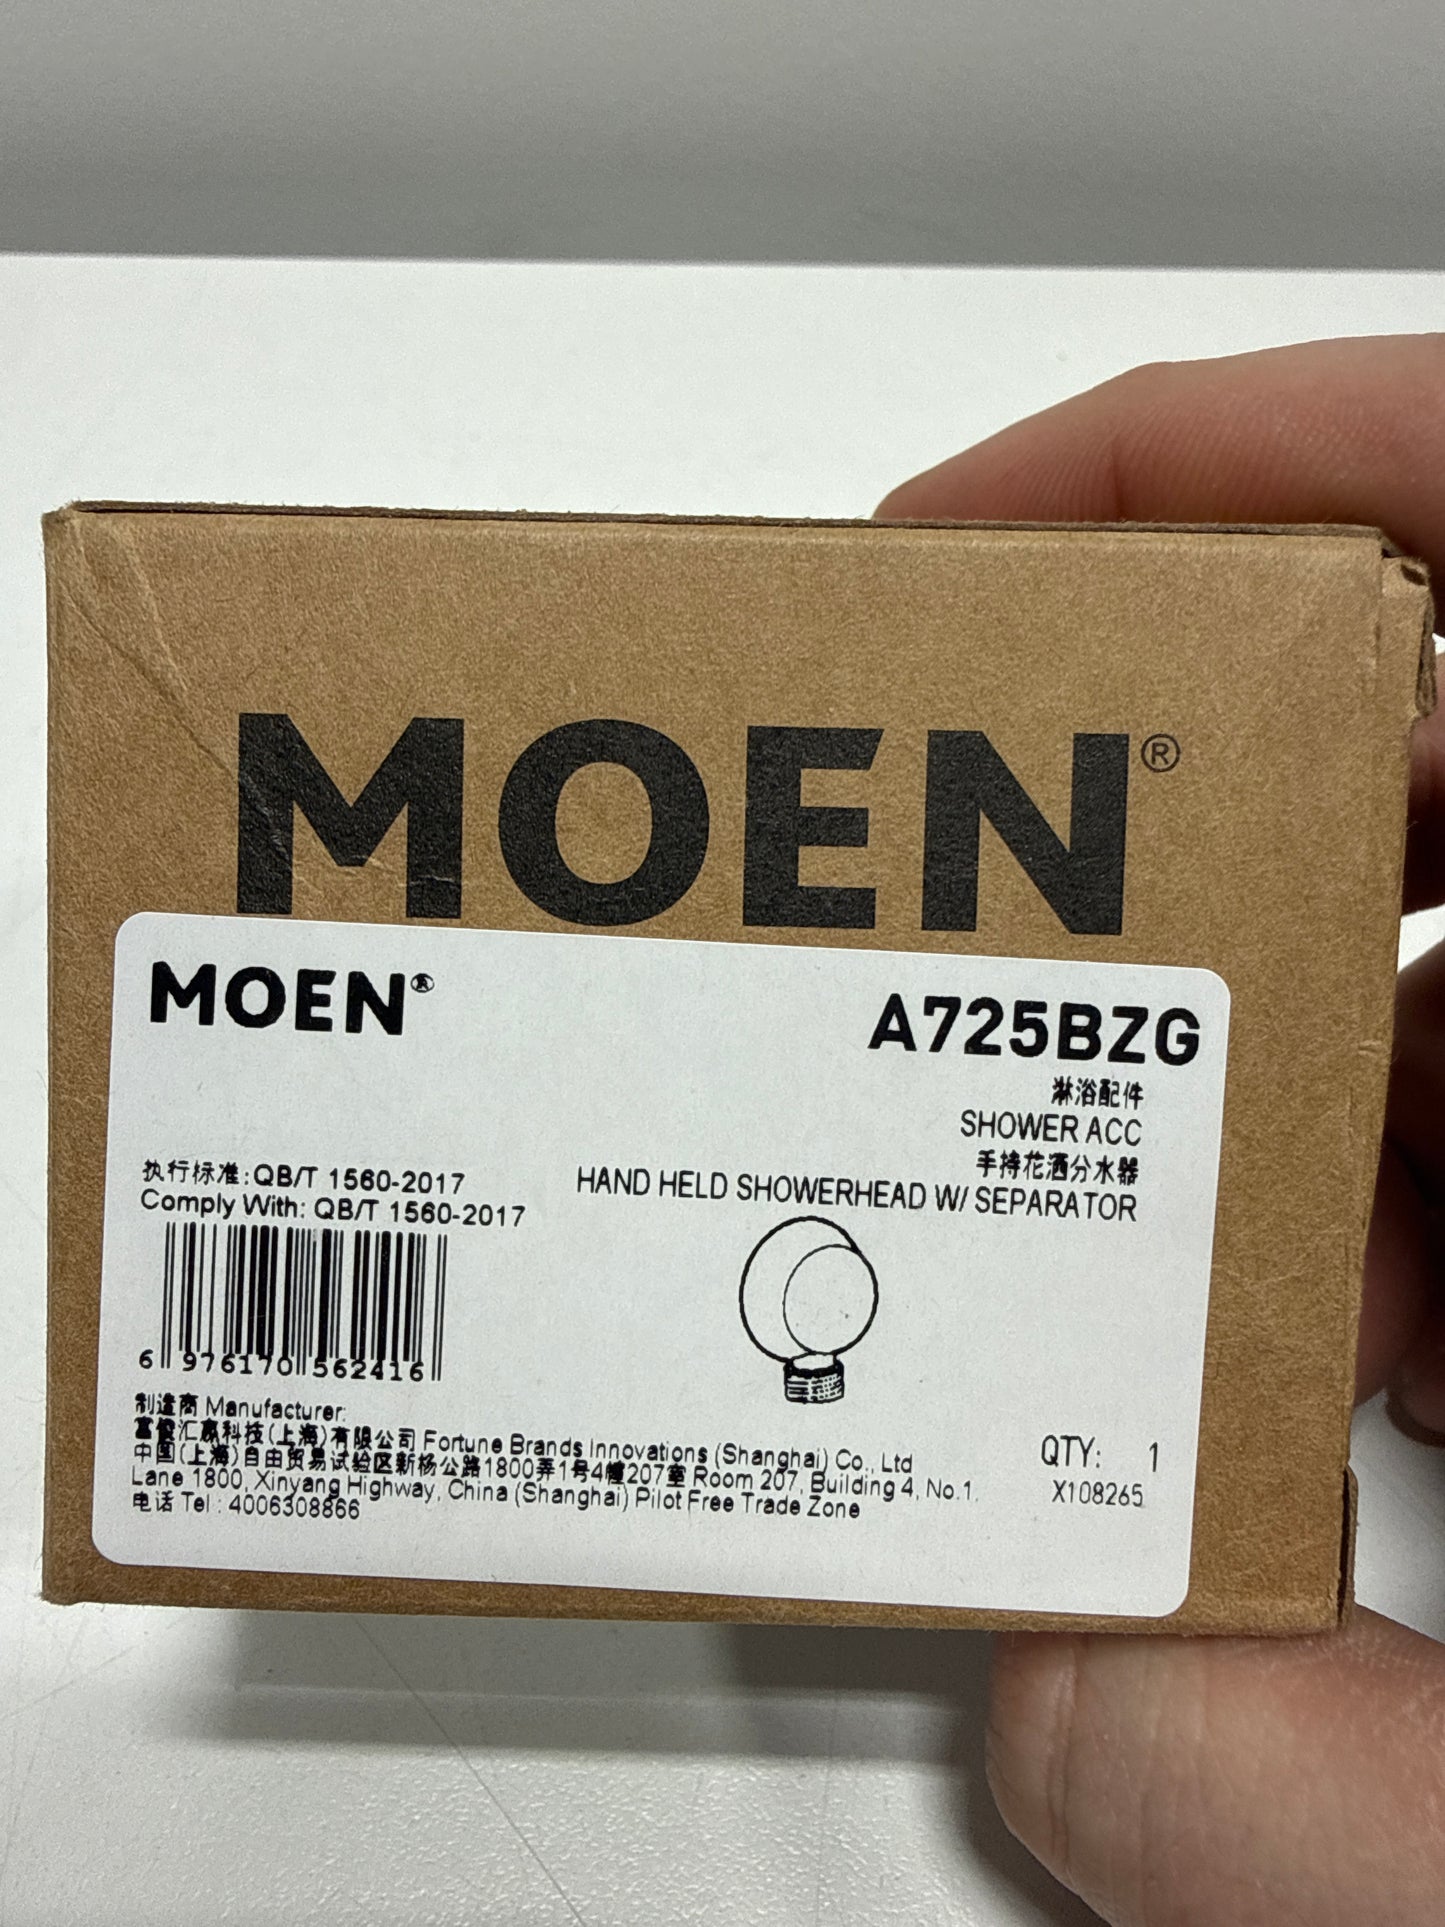 MOEN®
MOEN®
A725BZG
淋浴配件
SHOWER ACC
手持花洒分水器
HAND HELD SHOWERHEAD W/ SEPARATOR
执行标准:QB/T 1560-2017
Comply With: QB/T 1560-2017
6 976170 562416
制造商 Manufacturer:
富俊汇赢科技(上海)有限公司 Fortune Brands Innovations (Shanghai) Co., Ltd
中国(上海)自由贸易试验区新杨公路1800弄1号4幢207室 Room 207, Building 4, No.1,
Lane 1800, Xinyang Highway, China (Shanghai) Pilot Free Trade Zone
电话 Tel : 4006308866
QTY: 1
X108265